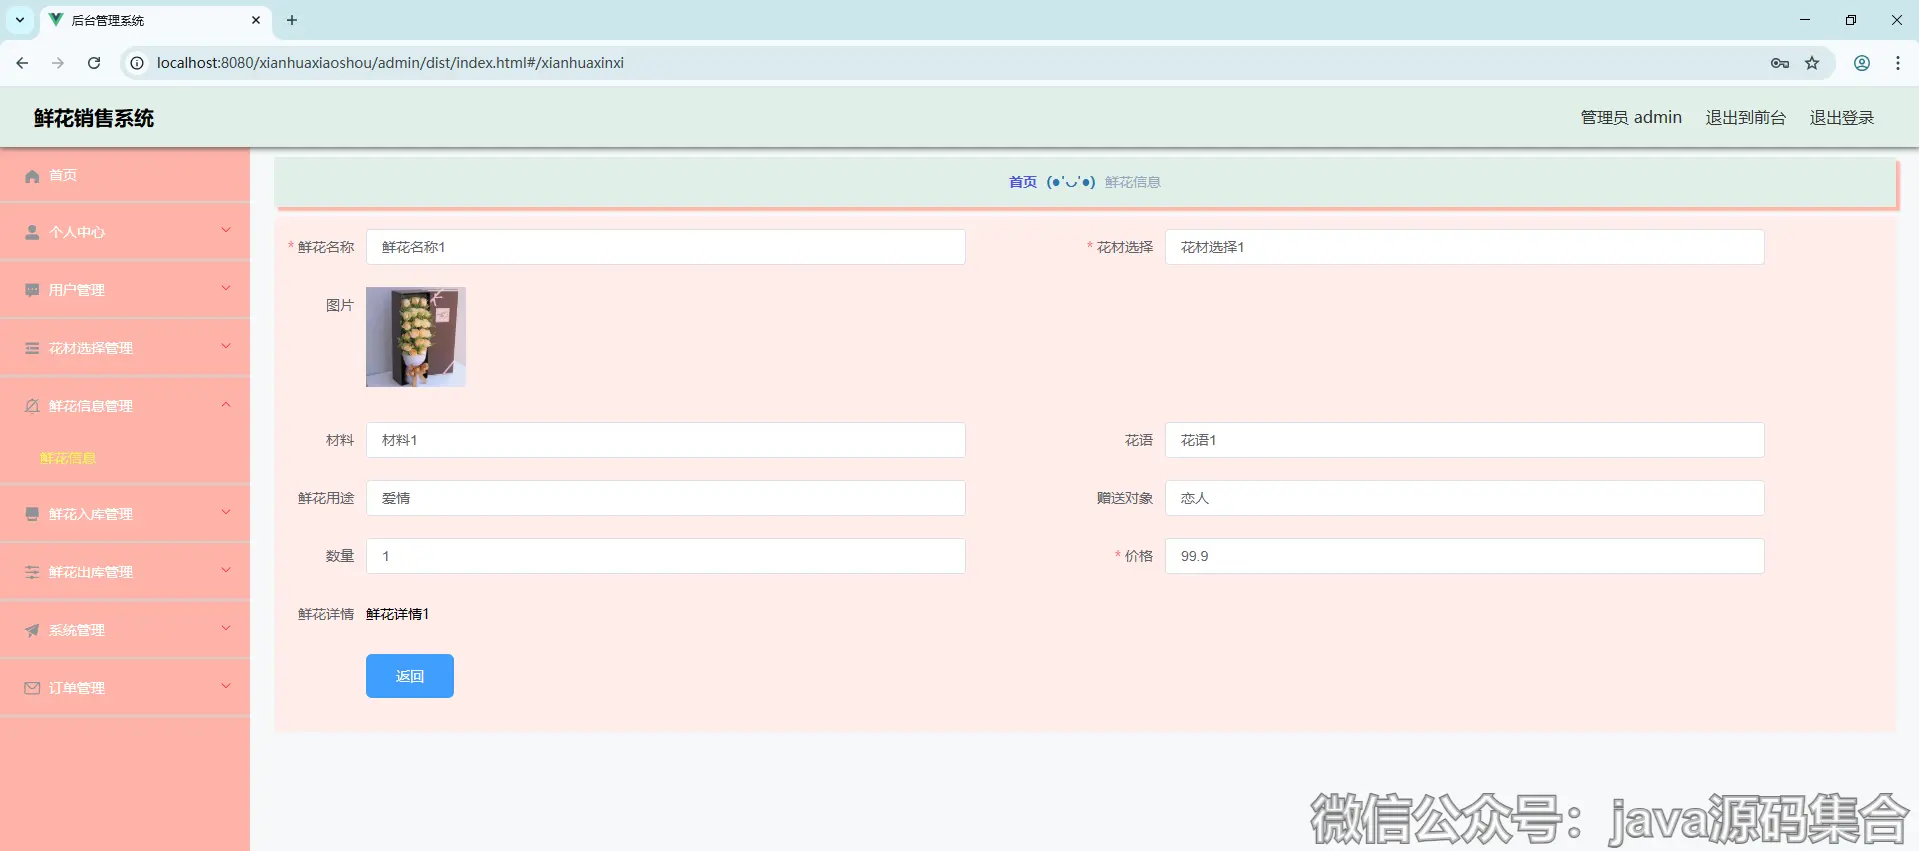 后台管理系统
localhost:8080/xianhuaxiaoshou/admin/dist/index.html#/xianhuaxinxi
鲜花销售系统
管理员 admin 退出到前台 退出登录
首页
个人中心
用户管理
花材选择管理
鲜花信息管理
鲜花信息
鲜花入库管理
鲜花出库管理
系统管理
订单管理
首页 (●'◡'●) 鲜花信息
* 鲜花名称 鲜花名称1 * 花材选择 花材选择1
图片
材料 材料1 花语 花语1
鲜花用途 爱情 赠送对象 恋人
数量 1 * 价格 99.9
鲜花详情 鲜花详情1
返回
微信公众号：java源码集合